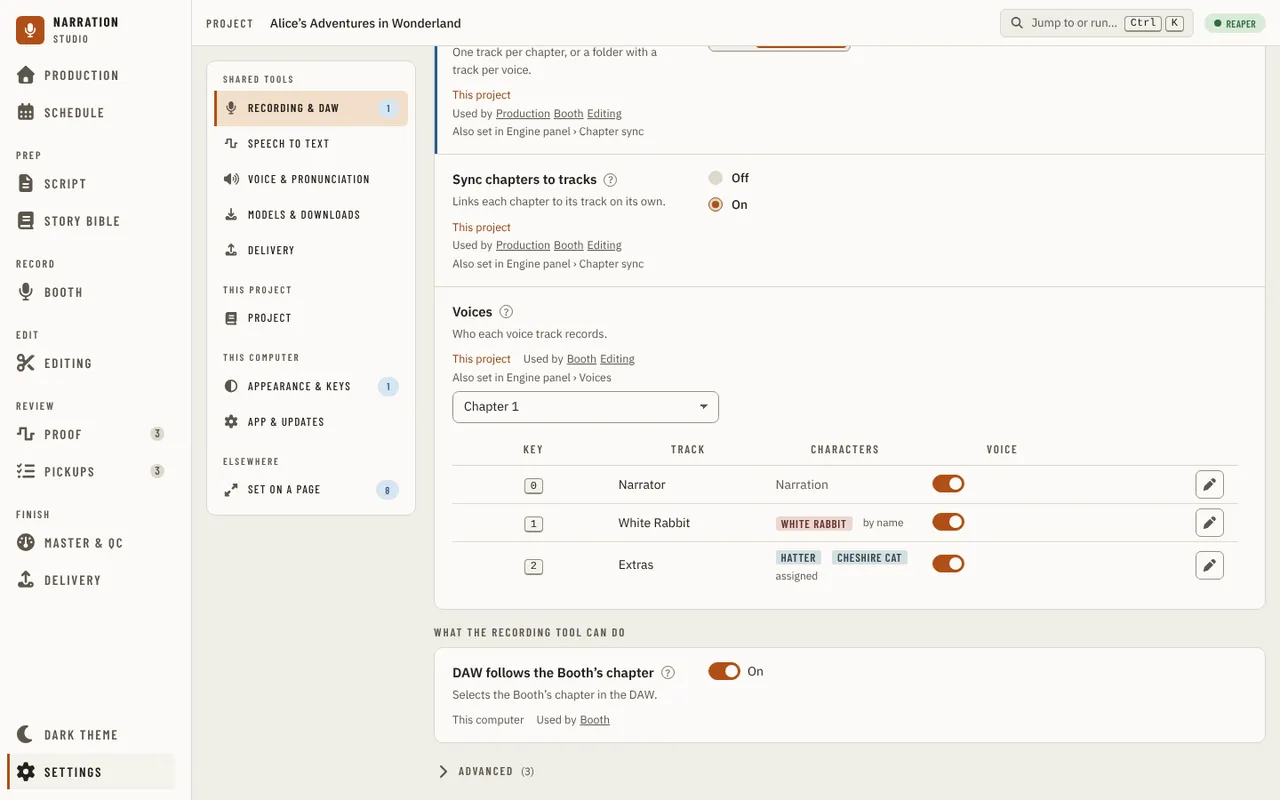 NARRATION
STUDIO
PRODUCTION
SCHEDULE
PREP
SCRIPT
STORY BIBLE
RECORD
BOOTH
EDIT
EDITING
REVIEW
PROOF 3
PICKUPS 3
FINISH
MASTER & QC
DELIVERY
DARK THEME
SETTINGS
PROJECT Alice’s Adventures in Wonderland
Jump to or run... Ctrl K
REAPER
SHARED TOOLS
RECORDING & DAW 1
SPEECH TO TEXT
VOICE & PRONUNCIATION
MODELS & DOWNLOADS
DELIVERY
THIS PROJECT
PROJECT
THIS COMPUTER
APPEARANCE & KEYS 1
APP & UPDATES
ELSEWHERE
SET ON A PAGE 8
One track per chapter, or a folder with a
track per voice.
This project
Used by Production Booth Editing
Also set in Engine panel › Chapter sync
Sync chapters to tracks ?
Off
Links each chapter to its track on its own.
On
This project
Used by Production Booth Editing
Also set in Engine panel › Chapter sync
Voices ?
Who each voice track records.
This project Used by Booth Editing
Also set in Engine panel › Voices
Chapter 1
KEY TRACK CHARACTERS VOICE
0 Narrator Narration
1 White Rabbit WHITE RABBIT by name
2 Extras HATTER CHESHIRE CAT
assigned
WHAT THE RECORDING TOOL CAN DO
DAW follows the Booth’s chapter ? On
Selects the Booth’s chapter in the DAW.
This computer Used by Booth
ADVANCED (3)